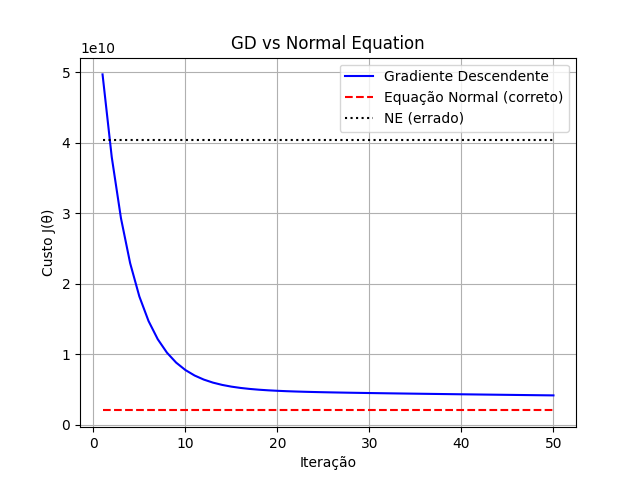 GD vs Normal Equation
1e10
5
4
3
2
1
0
Custo J(θ)
Gradiente Descendente
Equação Normal (correto)
NE (errado)
0
10
20
30
40
50
Iteração